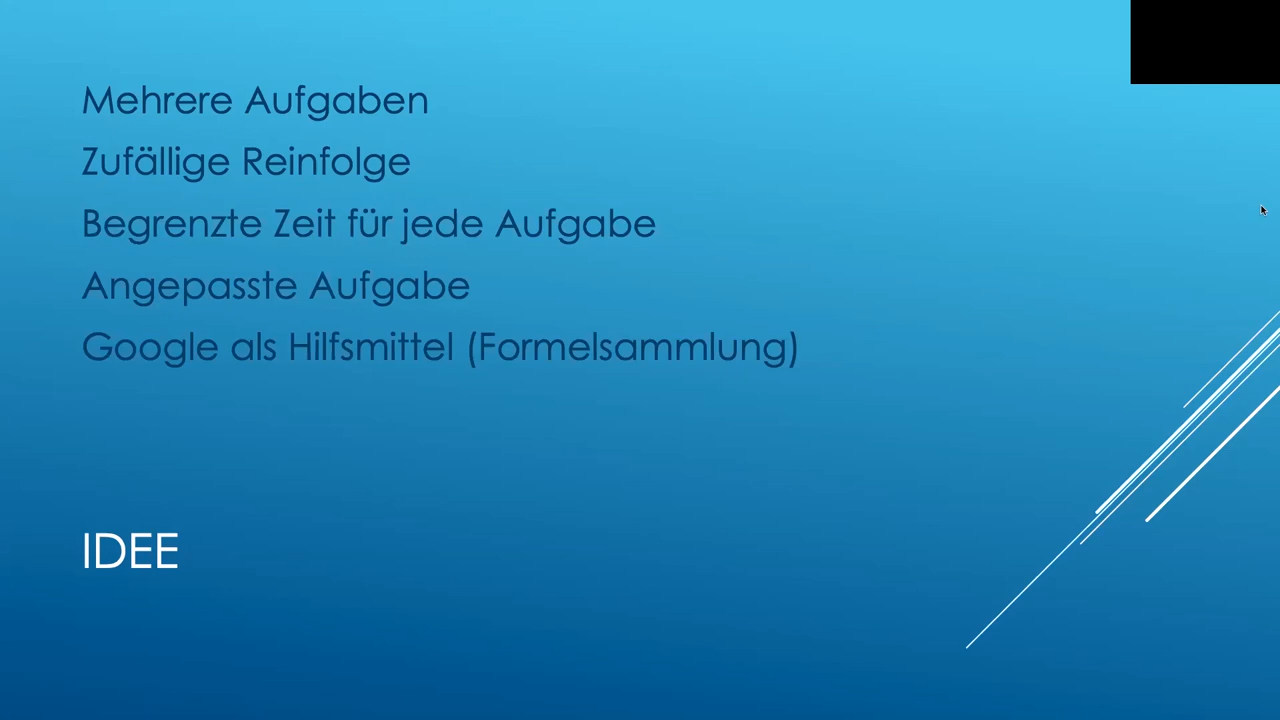 Mehrere Aufgaben
Zufällige Reinfolge
Begrenzte Zeit für jede Aufgabe
Angepasste Aufgabe
Google als Hilfsmittel (Formelsammlung)
IDEE